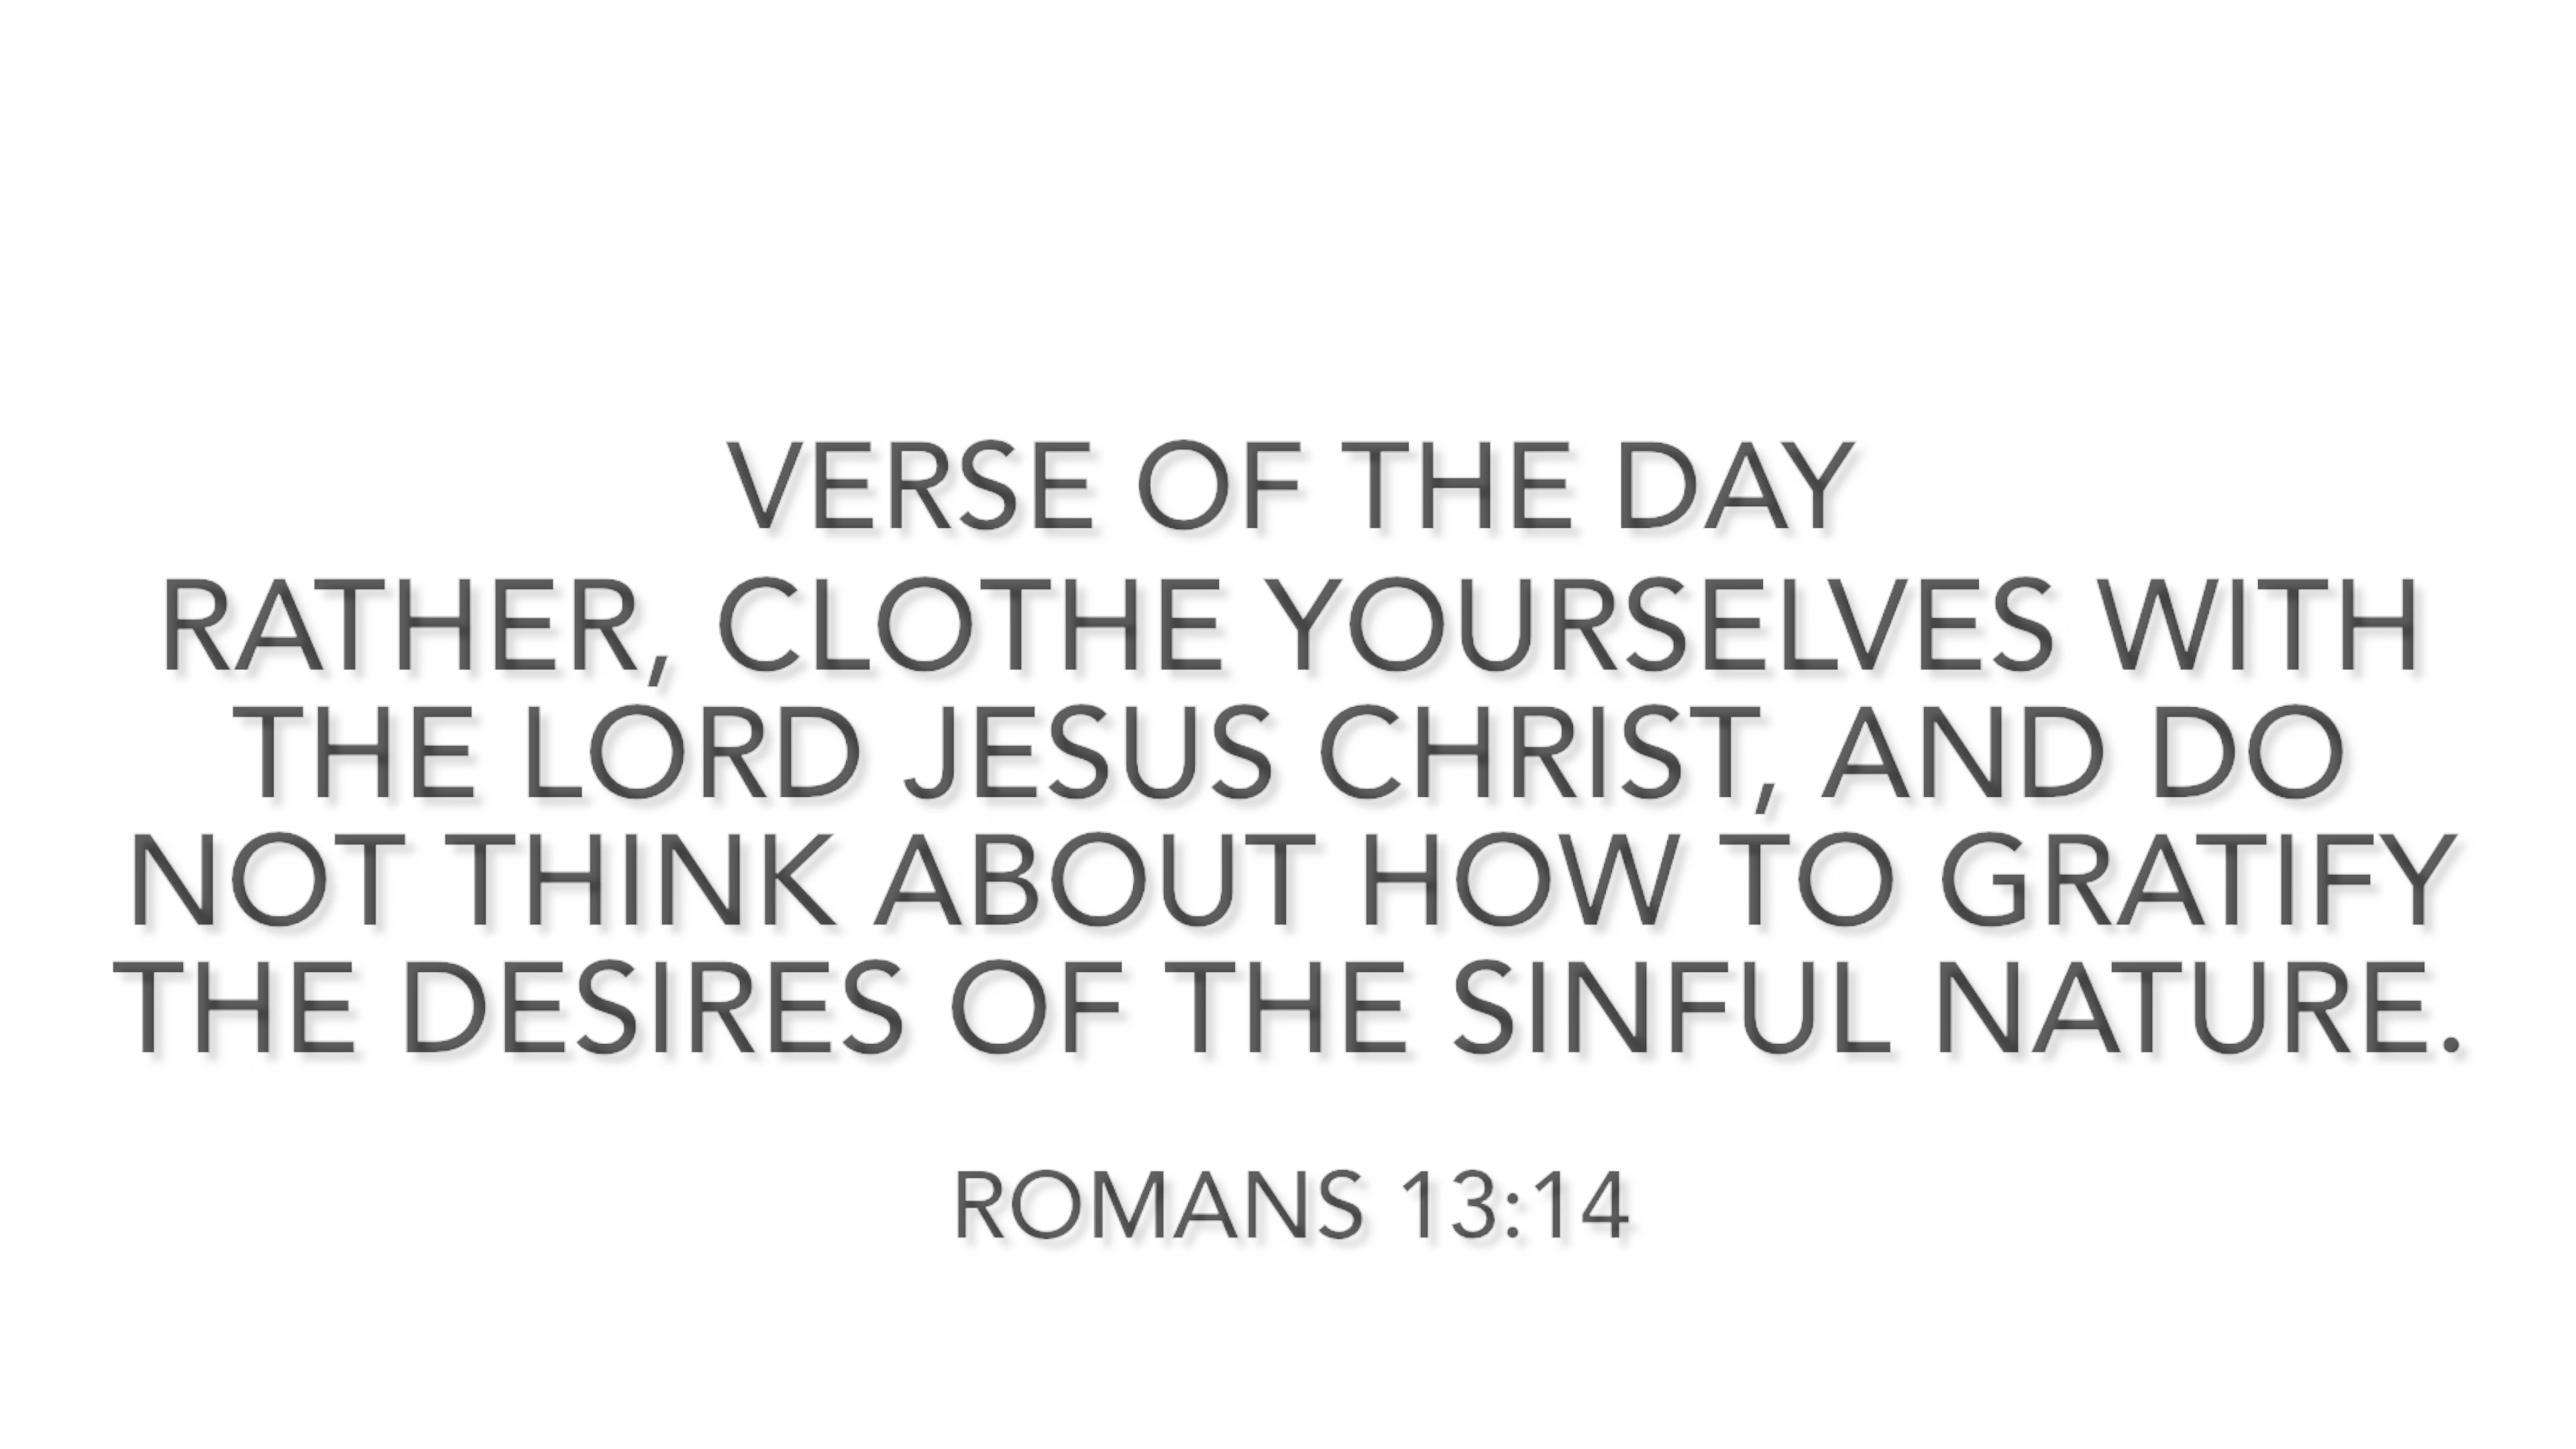 VERSE OF THE DAY
RATHER, CLOTHE YOURSELVES WITH
THE LORD JESUS CHRIST, AND DO
NOT THINK ABOUT HOW TO GRATIFY
THE DESIRES OF THE SINFUL NATURE.
ROMANS 13:14